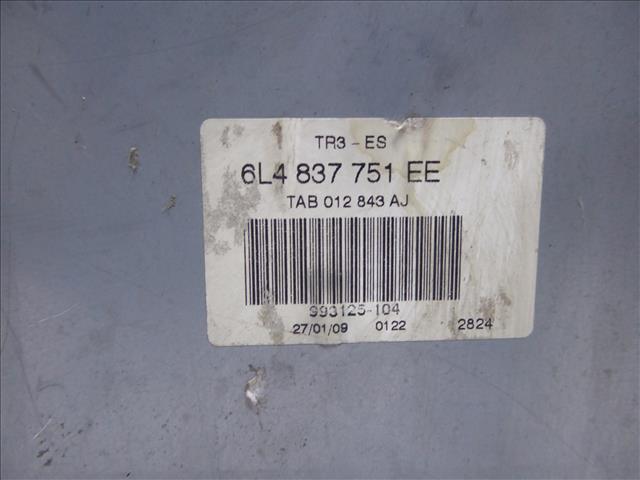 TR3 - ES
6L4 837 751 EE
TAB 012 843 AJ
993125-104
27/01/09 0122 2824